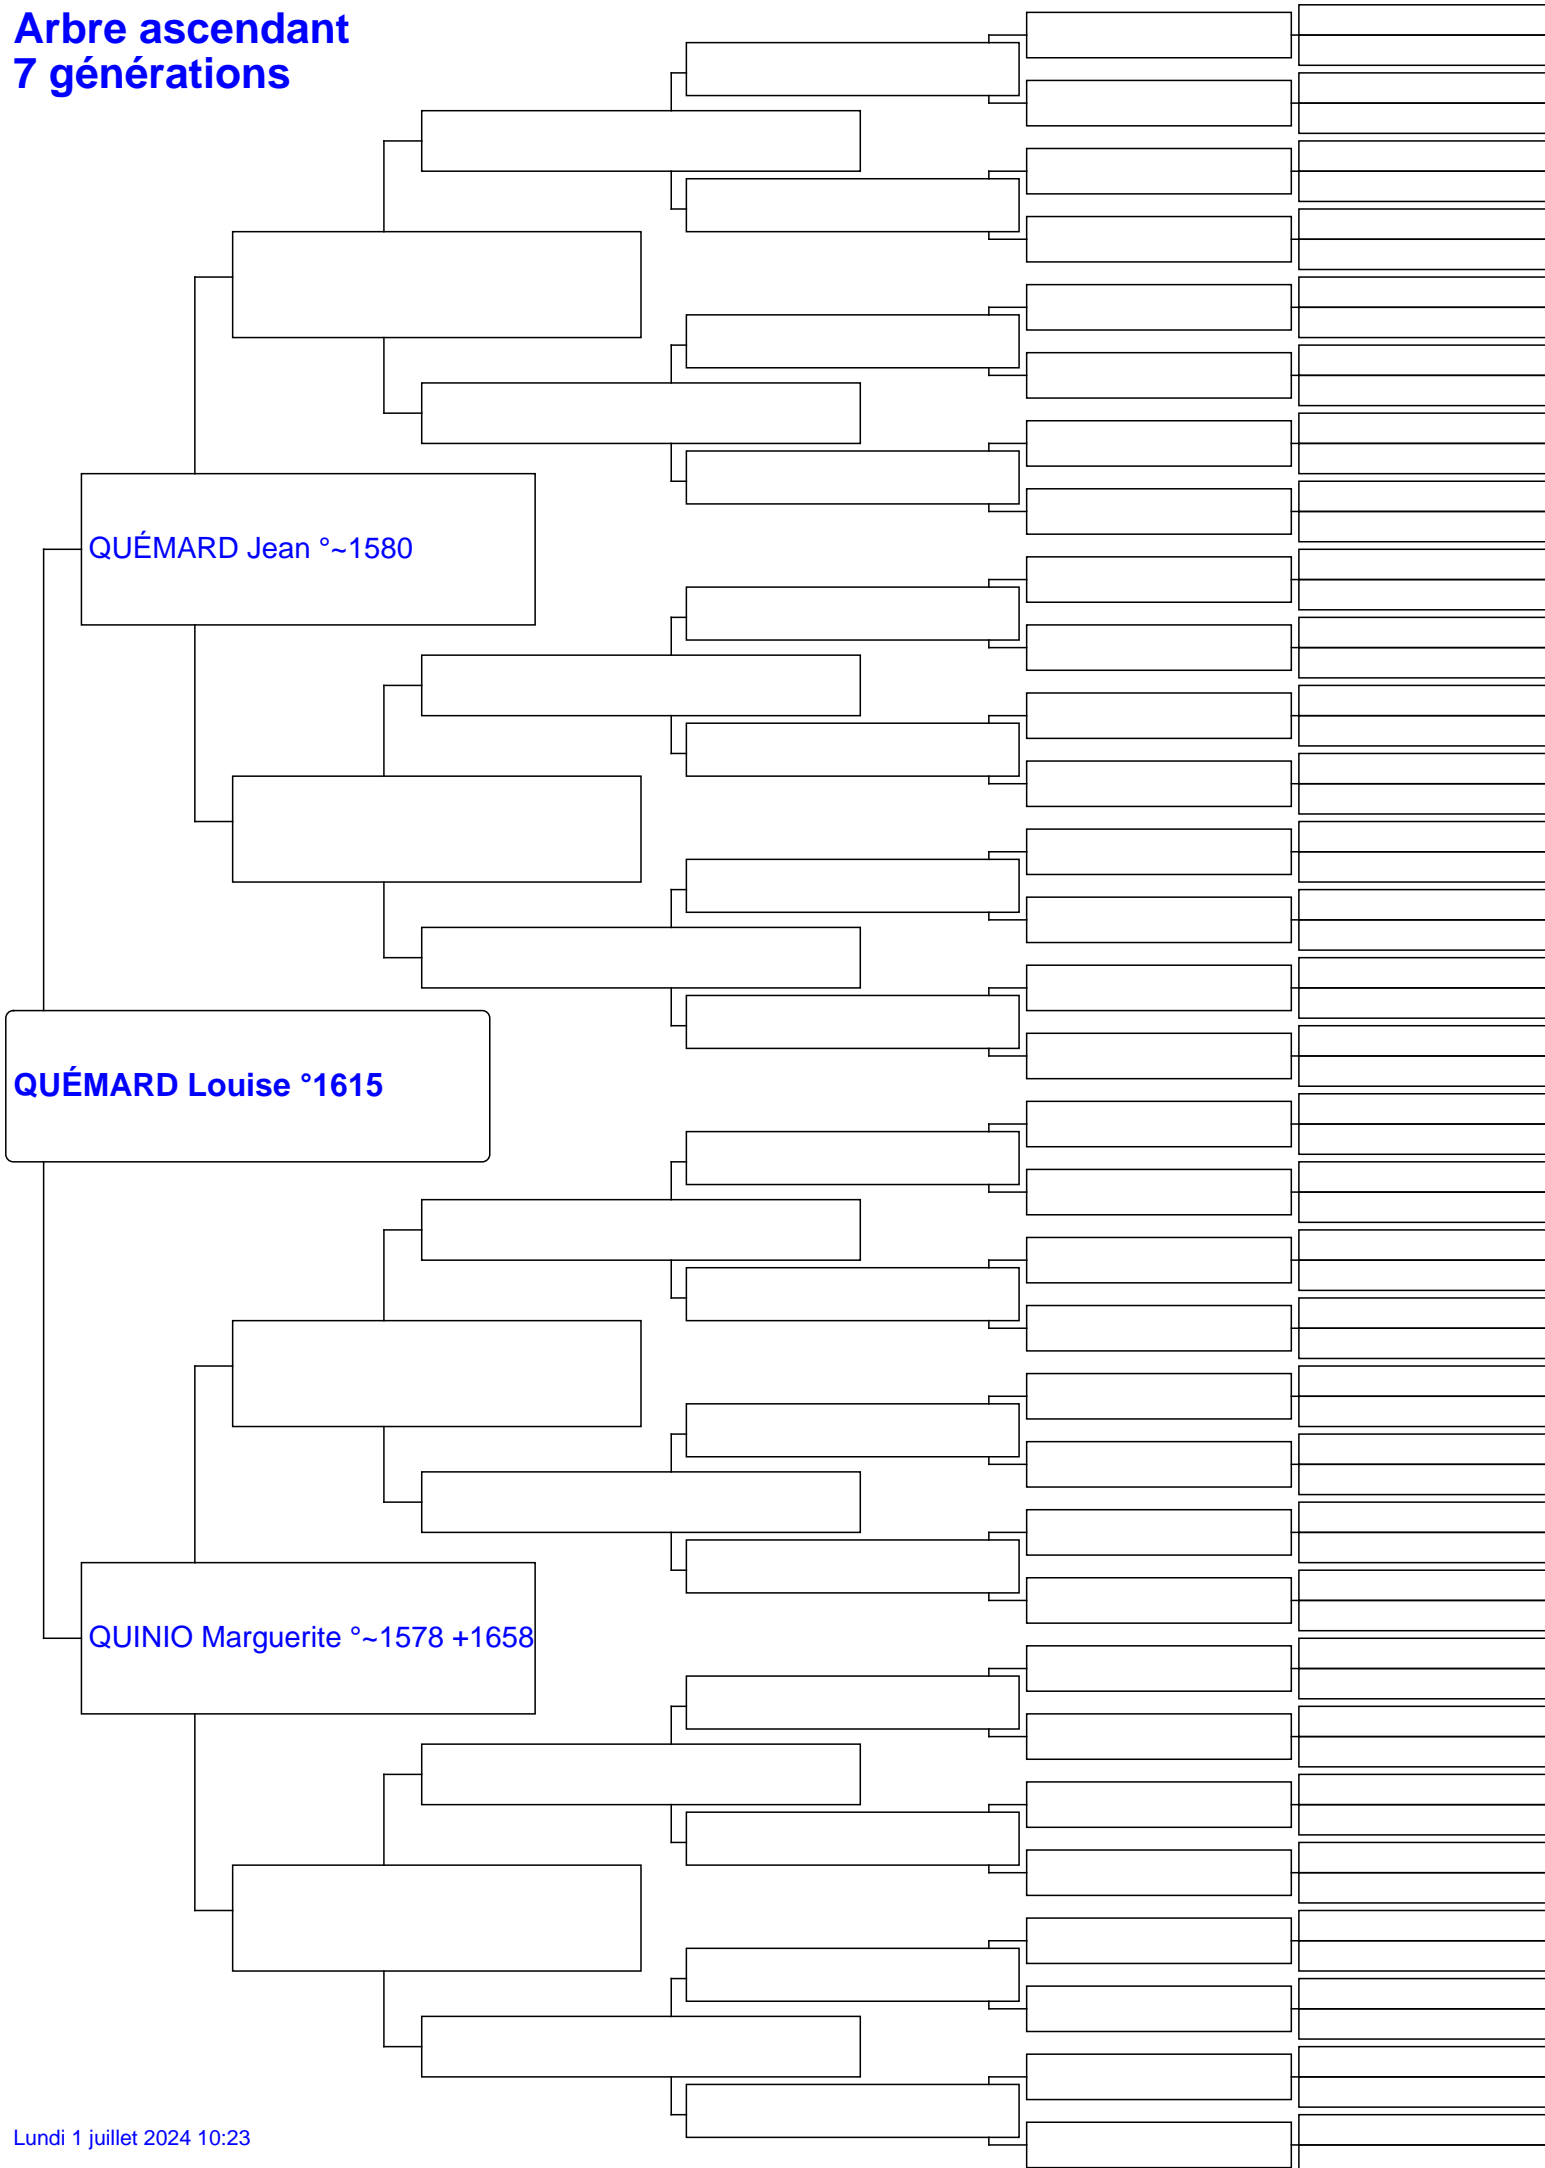 Arbre ascendant
7 générations
QUÉMARD Jean °~1580
QUÉMARD Louise °1615
QUINIO Marguerite °~1578 +1658
Lundi 1 juillet 2024 10:23